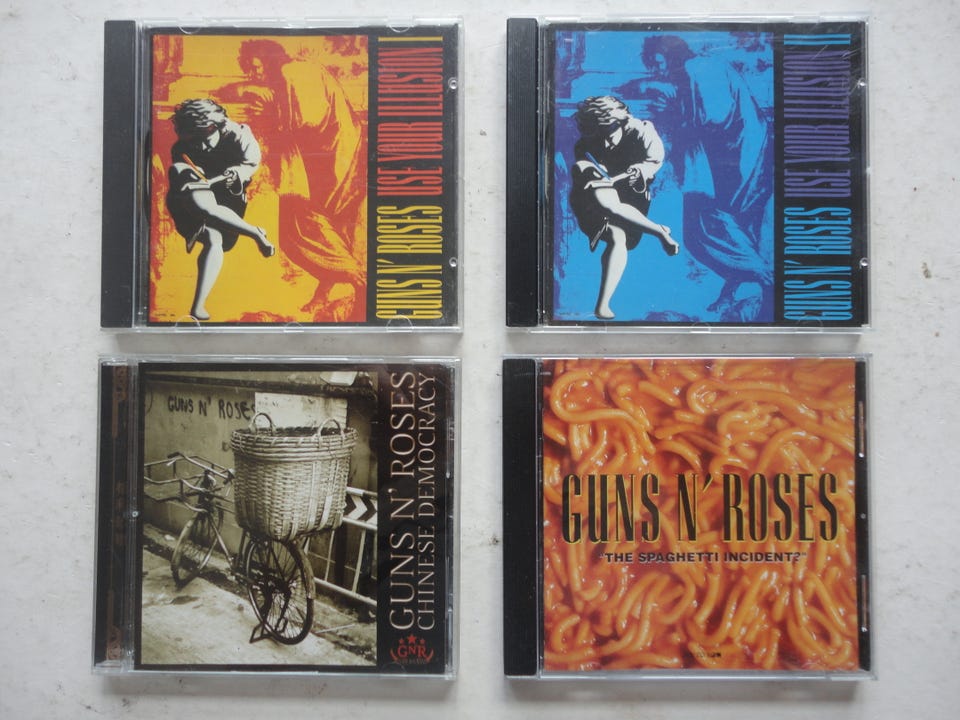 GUNS N' ROSES USE YOUR ILLUSION I
GUNS N' ROSES USE YOUR ILLUSION II
GUNS N' ROSES
GUNS N' ROSES
CHINESE DEMOCRACY
GNR
GUNS N' ROSES
"THE SPAGHETTI INCIDENT?"